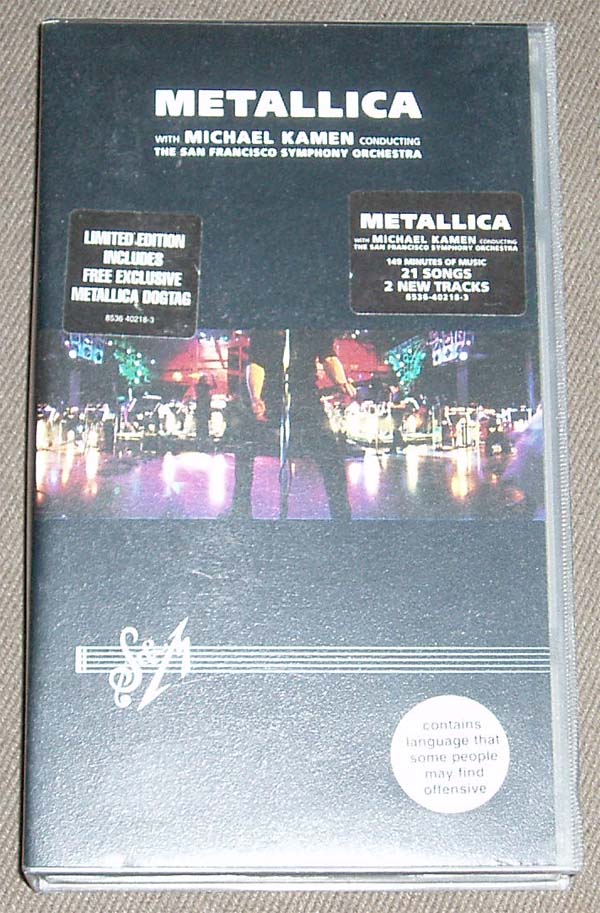 METALLICA
WITH MICHAEL KAMEN CONDUCTING
THE SAN FRANCISCO SYMPHONY ORCHESTRA
LIMITED EDITION
INCLUDES
FREE EXCLUSIVE
METALLICA DOGTAG
8536 40218-3
METALLICA
WITH MICHAEL KAMEN CONDUCTING
THE SAN FRANCISCO SYMPHONY ORCHESTRA
149 MINUTES OF MUSIC
21 SONGS
2 NEW TRACKS
8536-40218-3
S&M
contains
language that
some people
may find
offensive